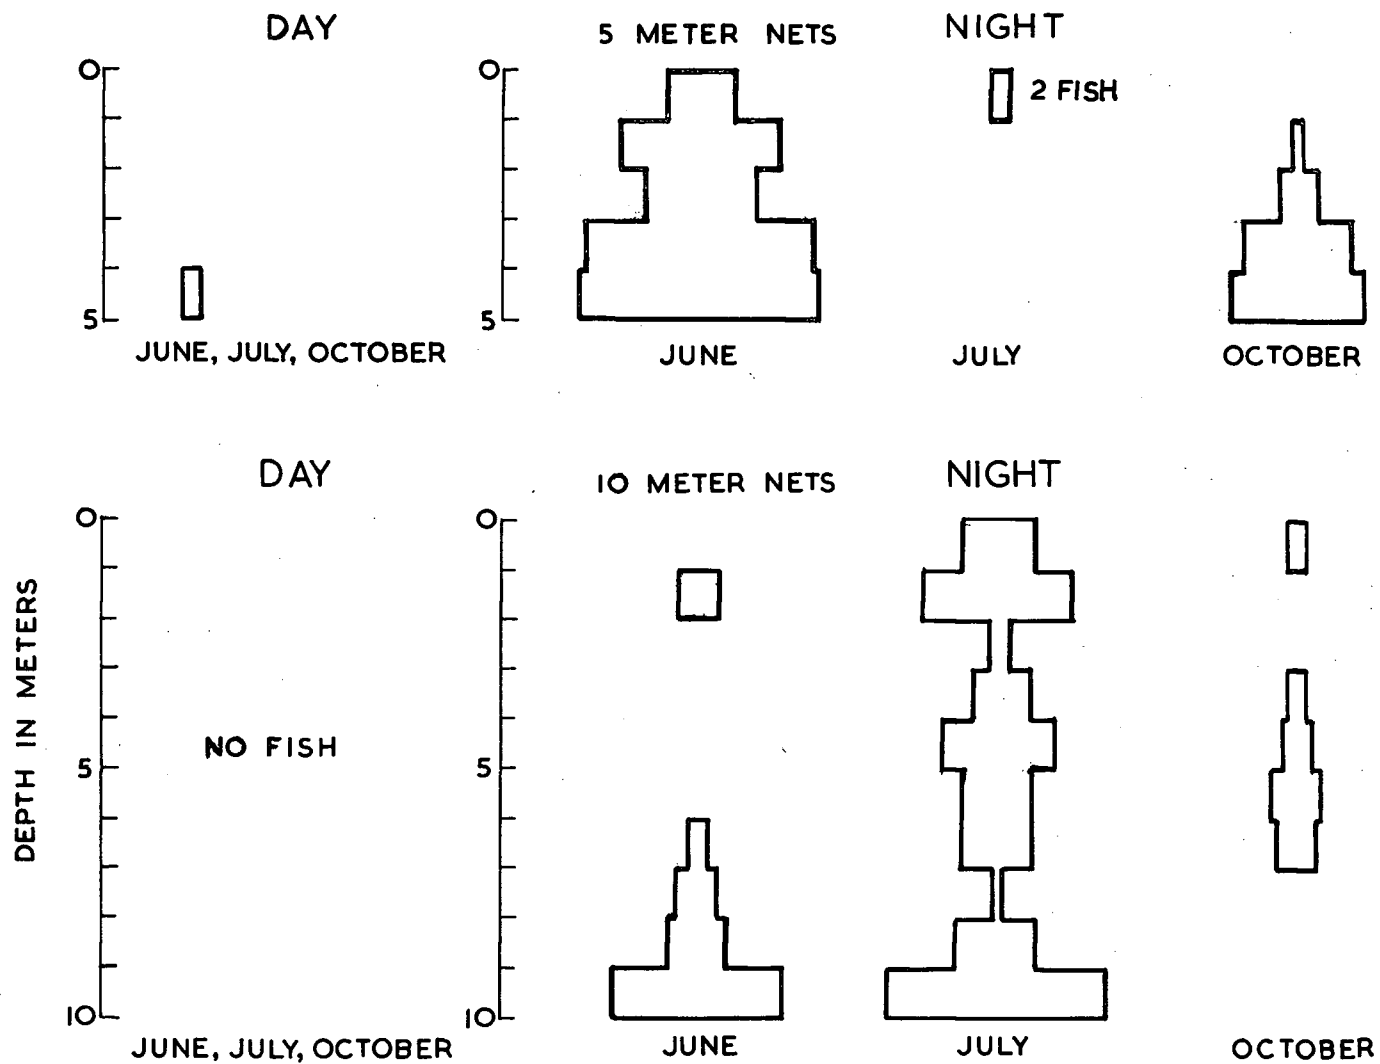 DAY
5 METER NETS
NIGHT
0
5
0
5
2 FISH
JUNE, JULY, OCTOBER
JUNE
JULY
OCTOBER
DAY
10 METER NETS
NIGHT
DEPTH IN METERS
0
5
10
NO FISH
0
5
10
JUNE, JULY, OCTOBER
JUNE
JULY
OCTOBER